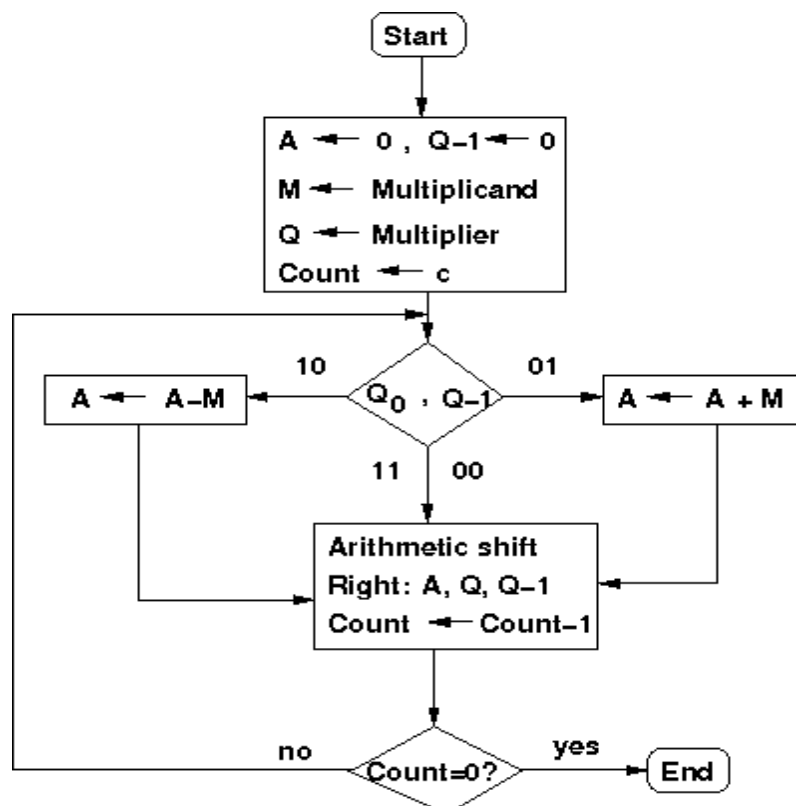 Start
A ← 0 , Q-1 ← 0
M ← Multiplicand
Q ← Multiplier
Count ← c
10
01
A ← A-M
Q0 , Q-1
A ← A + M
11
00
Arithmetic shift
Right: A, Q, Q-1
Count ← Count-1
no
Count=0?
yes
End